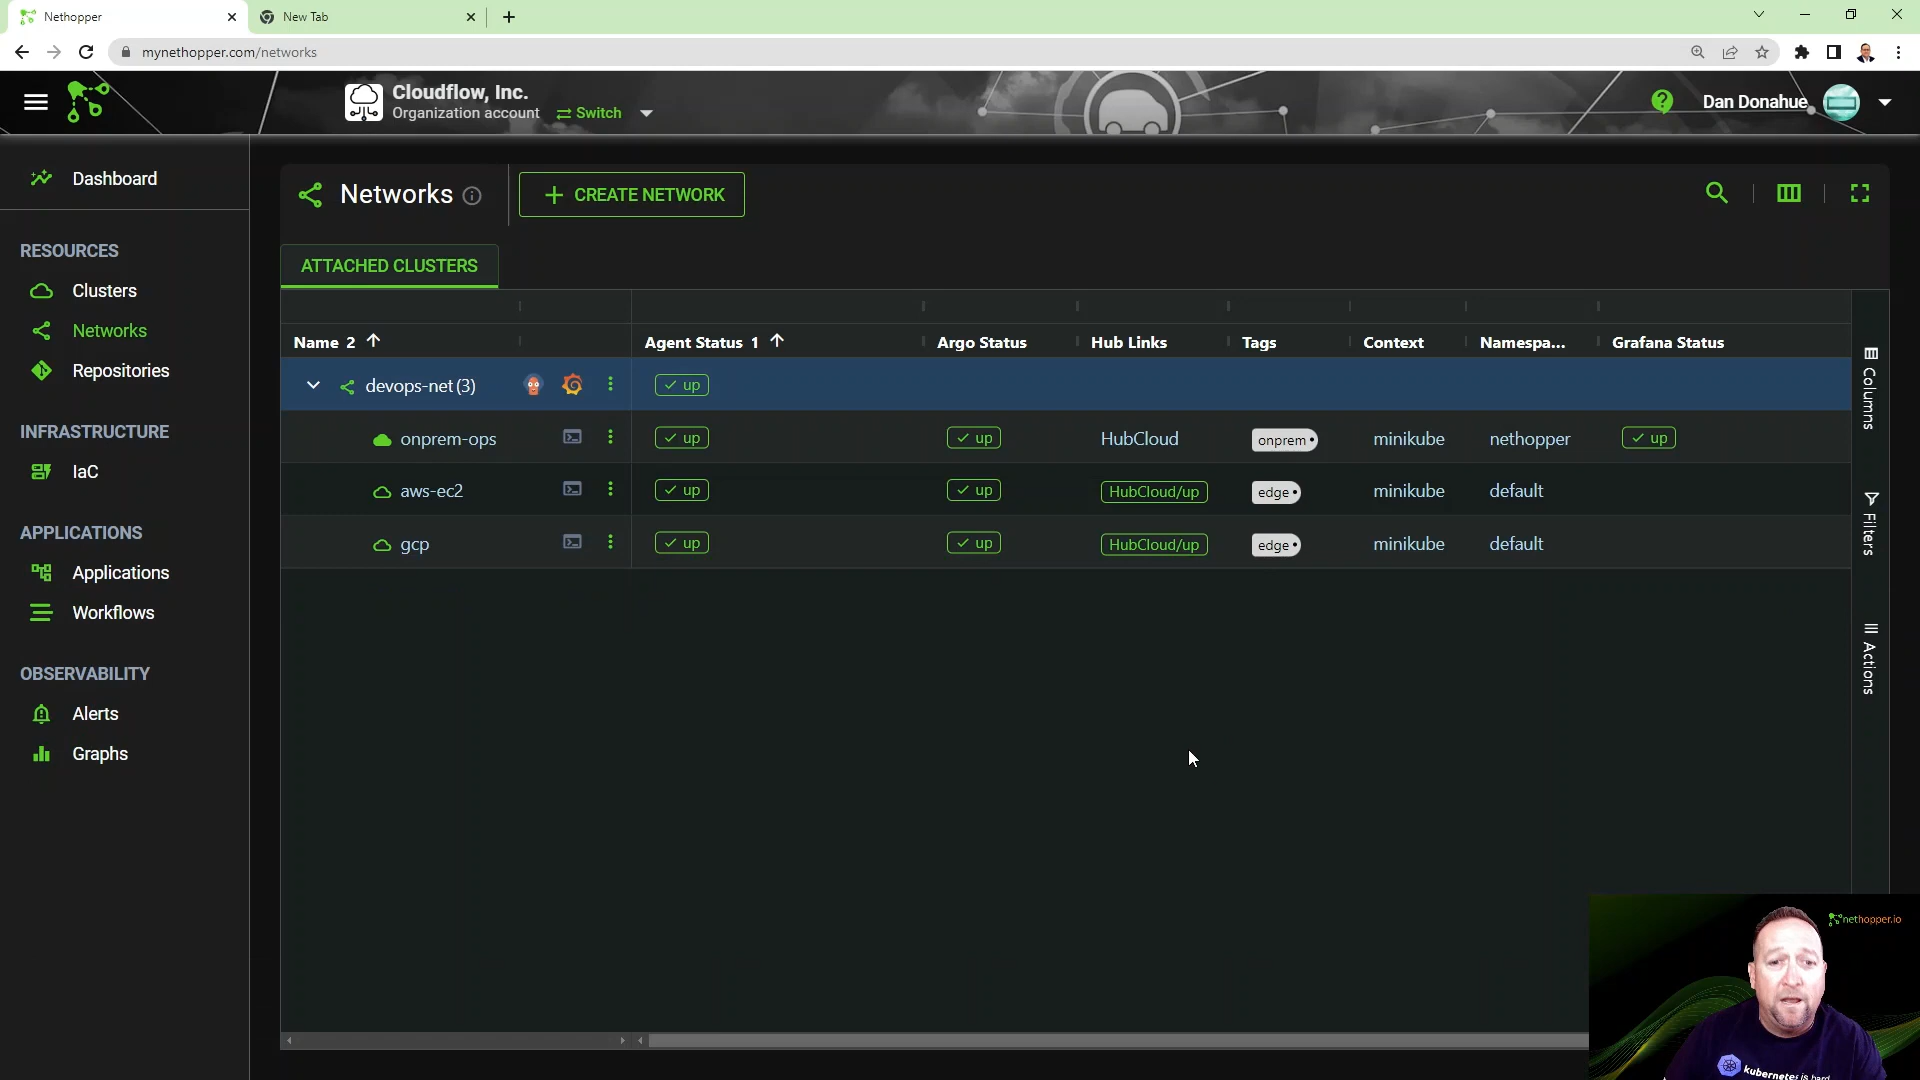 Nethopper
New Tab
mynethopper.com/networks
Cloudflow, Inc.
Organization account
Switch
Dan Donahue
Dashboard
RESOURCES
Clusters
Networks
Repositories
INFRASTRUCTURE
IaC
APPLICATIONS
Applications
Workflows
OBSERVABILITY
Alerts
Graphs
Networks
CREATE NETWORK
ATTACHED CLUSTERS
Name 2
Agent Status 1
Argo Status
Hub Links
Tags
Context
Namespa...
Grafana Status
devops-net (3)
up
onprem-ops
up
up
HubCloud
onprem •
minikube
nethopper
up
aws-ec2
up
up
HubCloud/up
edge •
minikube
default
gcp
up
up
HubCloud/up
edge •
minikube
default
Columns
Filters
Actions
nethopper.io
kubernetes is hard